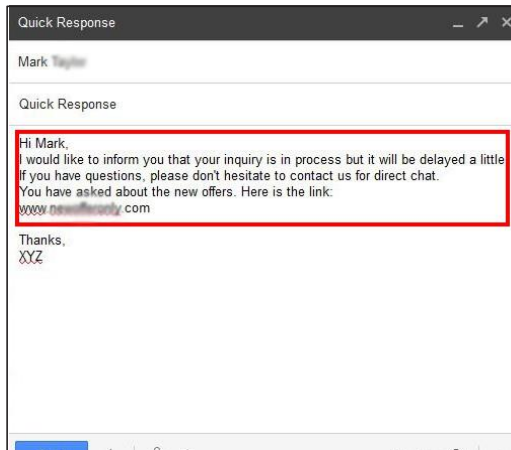 Quick Response
Mark
Quick Response
Hi Mark,
I would like to inform you that your inquiry is in process but it will be delayed a little
If you have questions, please don't hesitate to contact us for direct chat.
You have asked about the new offers. Here is the link:
www. .com
Thanks,
XYZ